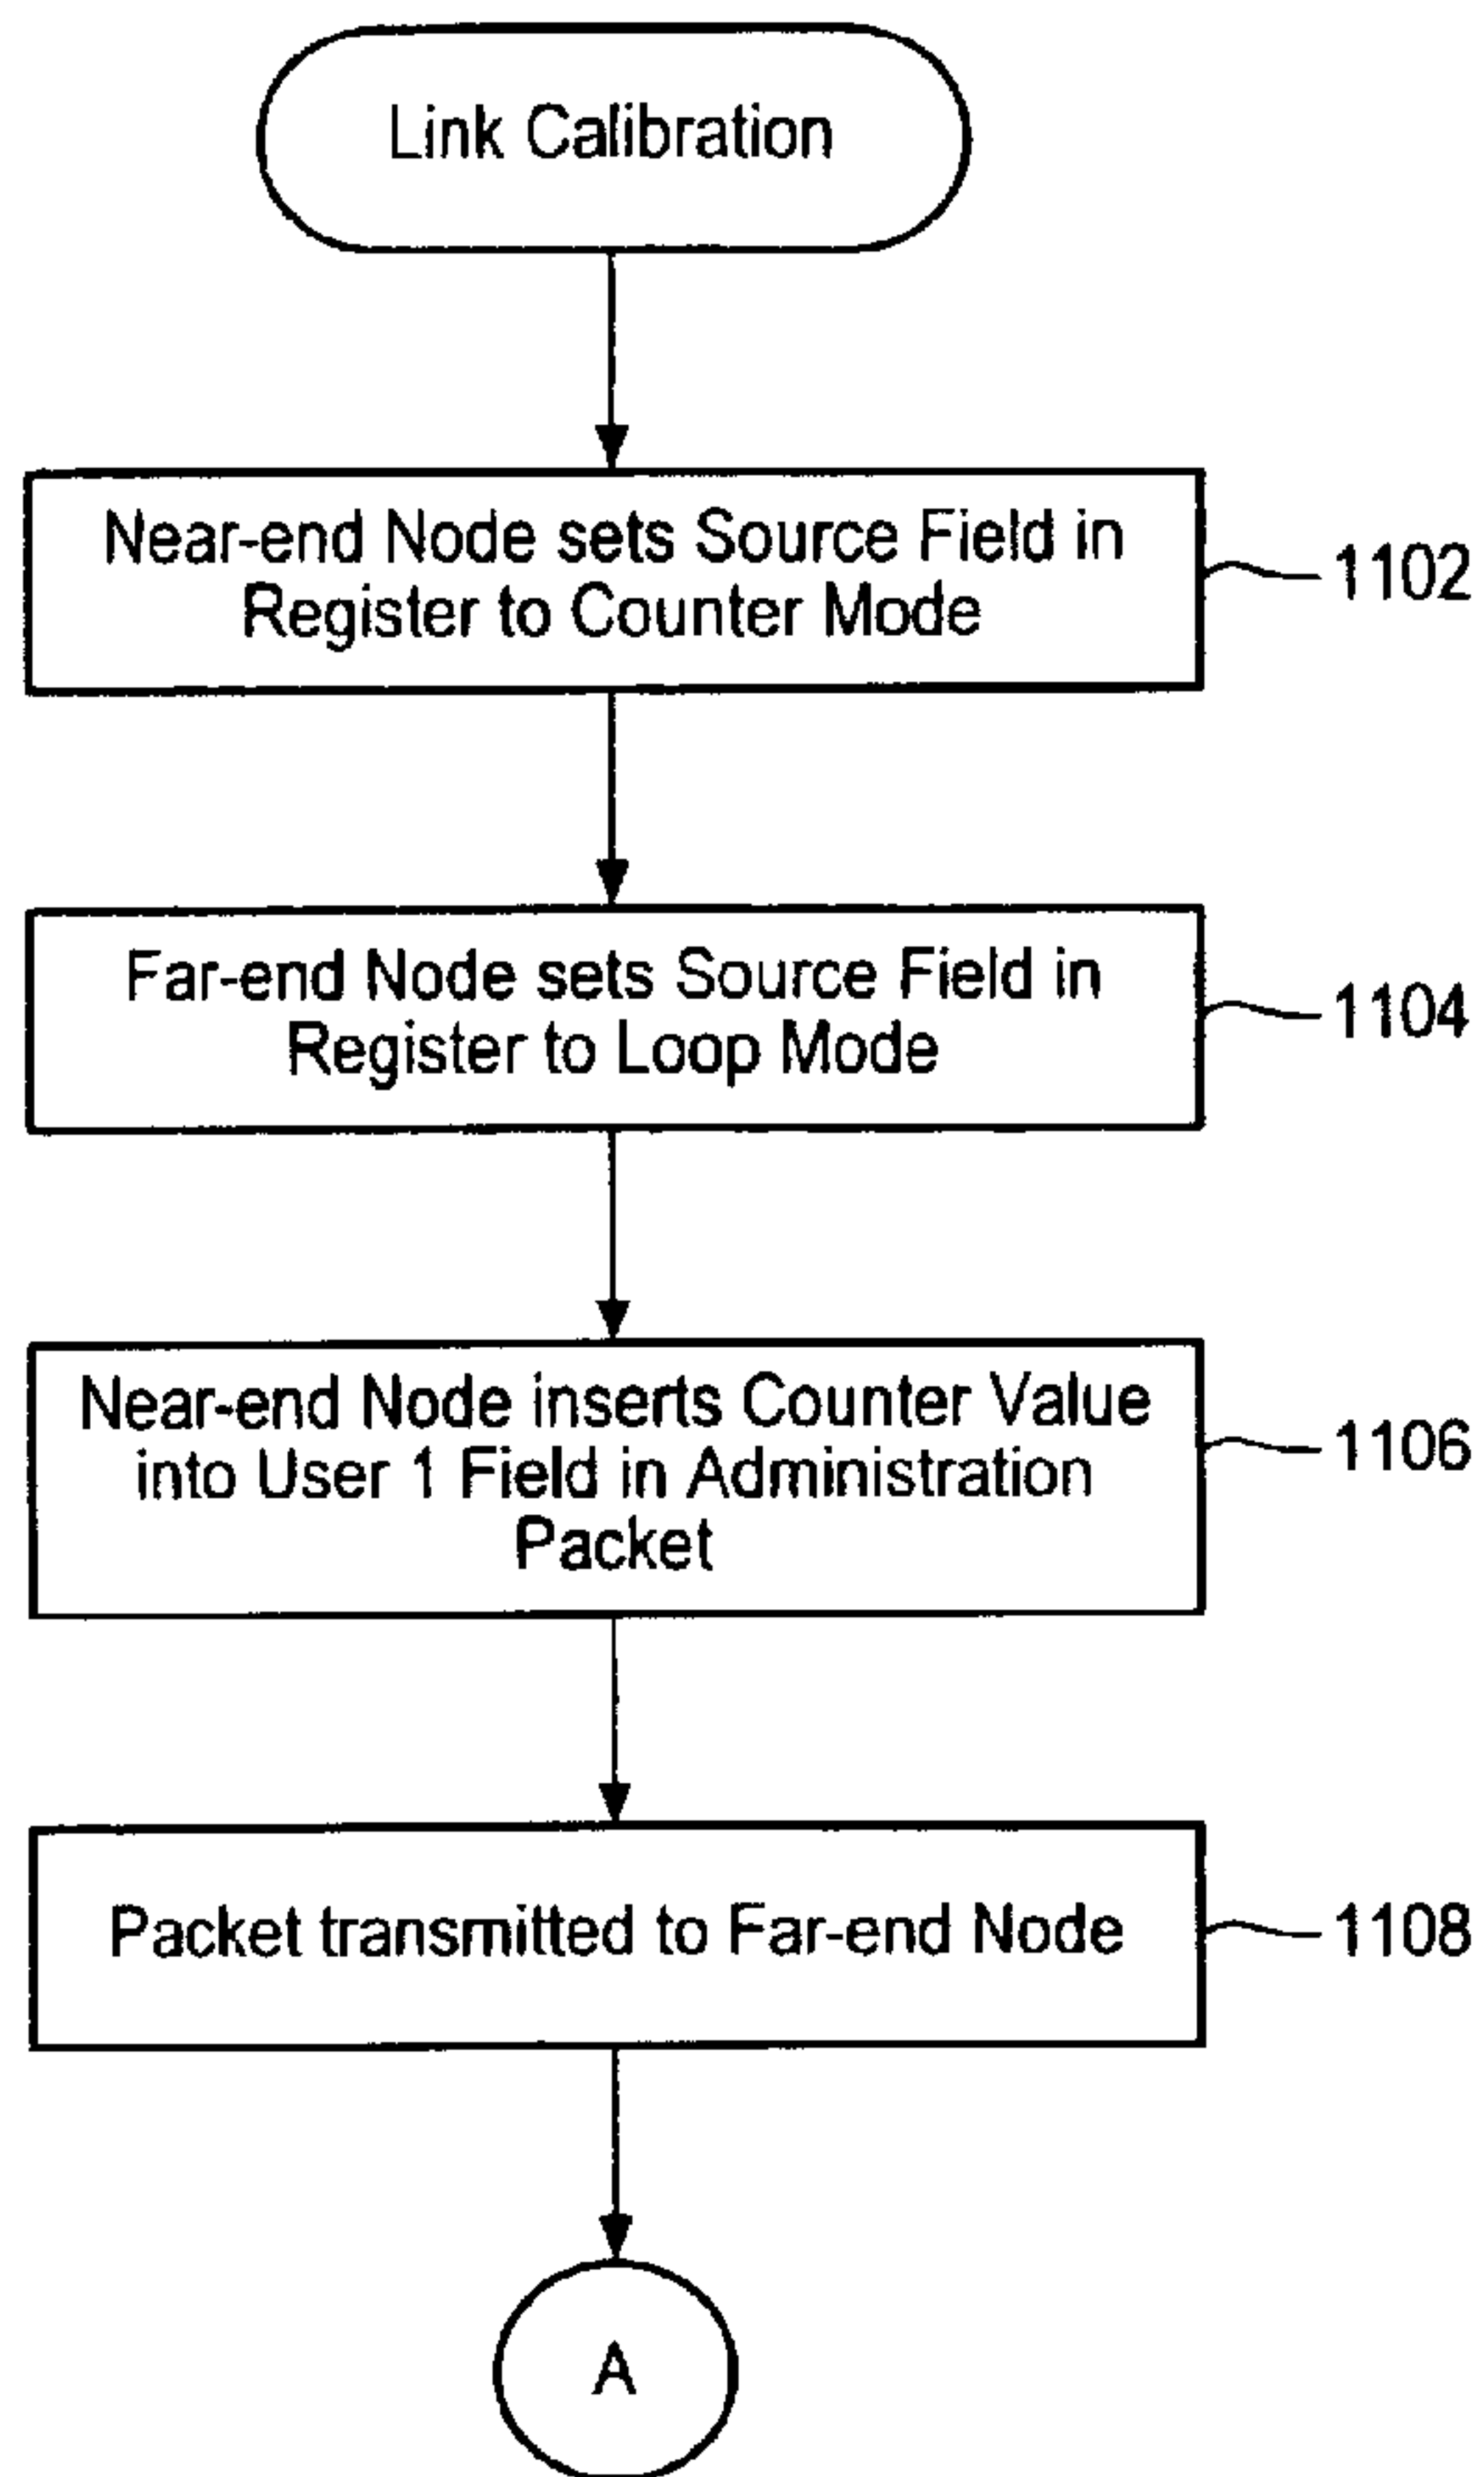 Link Calibration
Near-end Node sets Source Field in
Register to Counter Mode
1102
Far-end Node sets Source Field in
Register to Loop Mode
1104
Near-end Node inserts Counter Value
into User 1 Field in Administration
Packet
1106
Packet transmitted to Far-end Node
1108
A